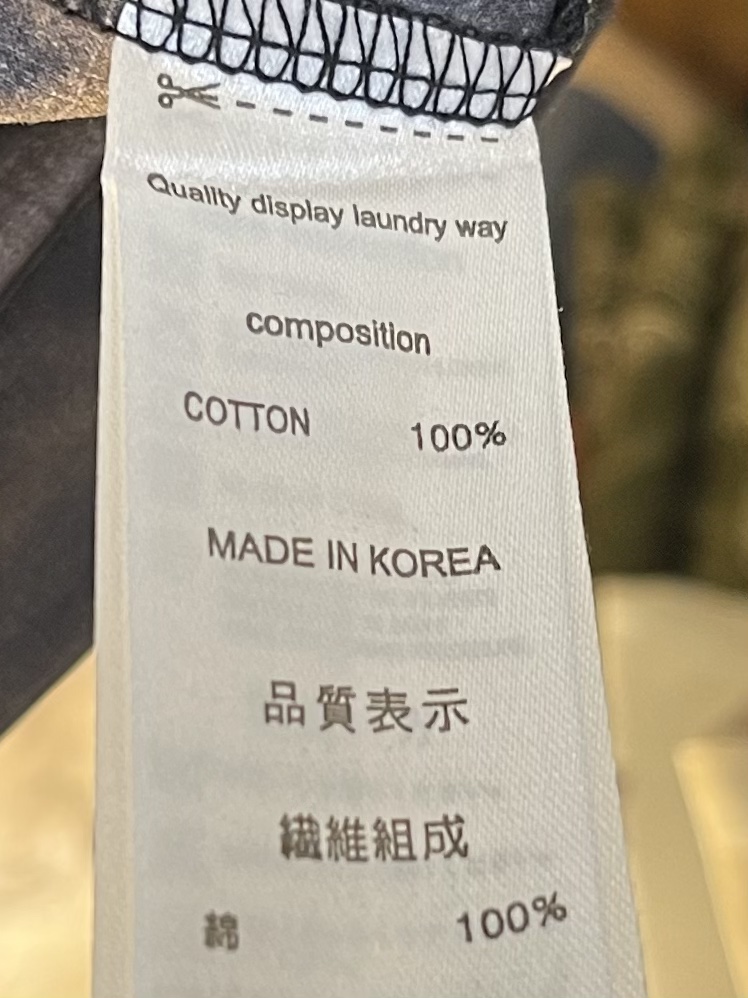 Quality display laundry way
composition
COTTON 100%
MADE IN KOREA
品質表示
繊維組成
綿 100%